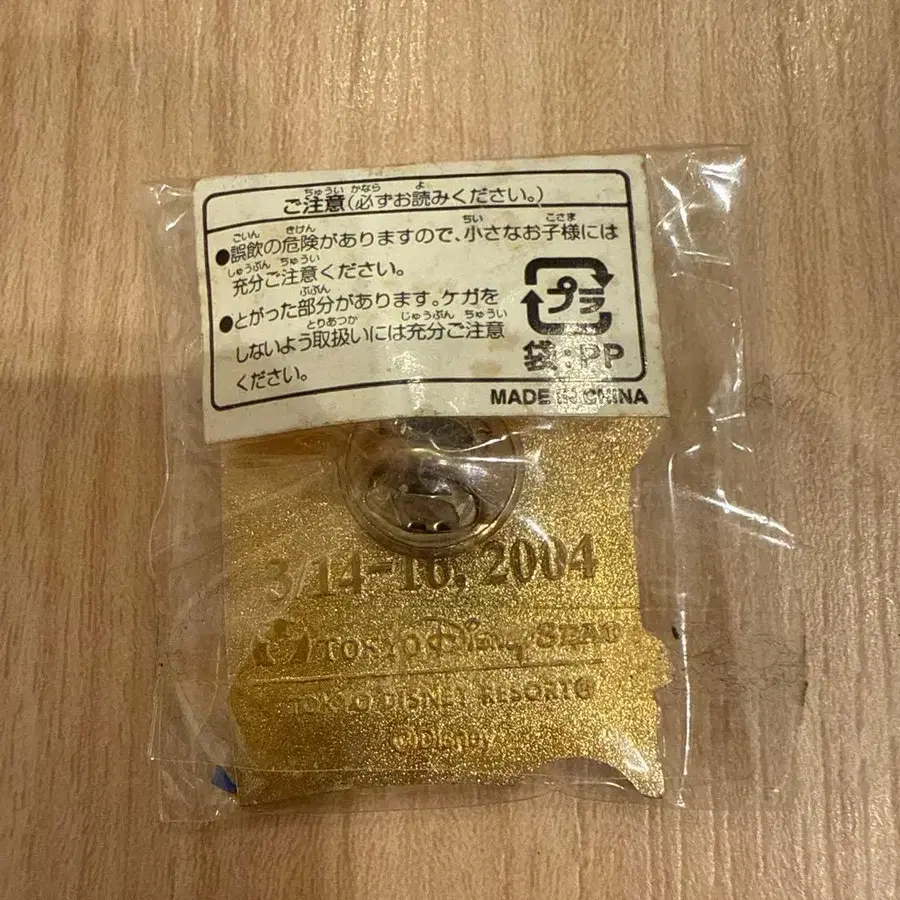 ご注意(必ずお読みください。)
●誤飲の危険がありますので、小さなお子様には
充分ご注意ください。
●とがった部分があります。ケガを
しないよう取扱いには充分ご注意
ください。
プラ
袋:PP
MADE IN CHINA
3/14-16, 2004
TOKYO Disney SEA®
TOKYO DISNEY RESORT®
©Disney